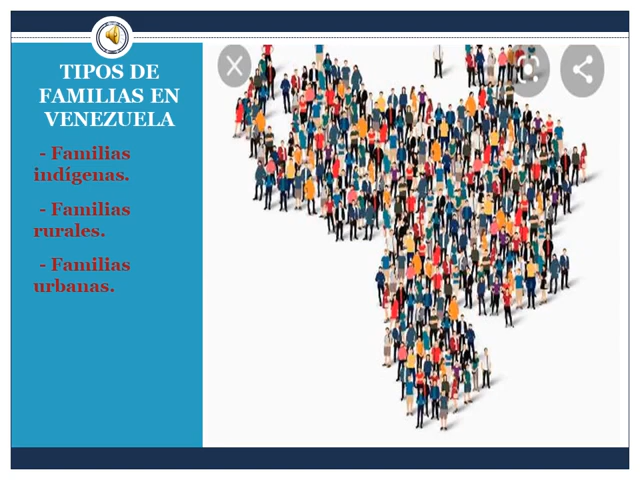 TIPOS DE
FAMILIAS EN
VENEZUELA
- Familias
indígenas.
- Familias
rurales.
- Familias
urbanas.